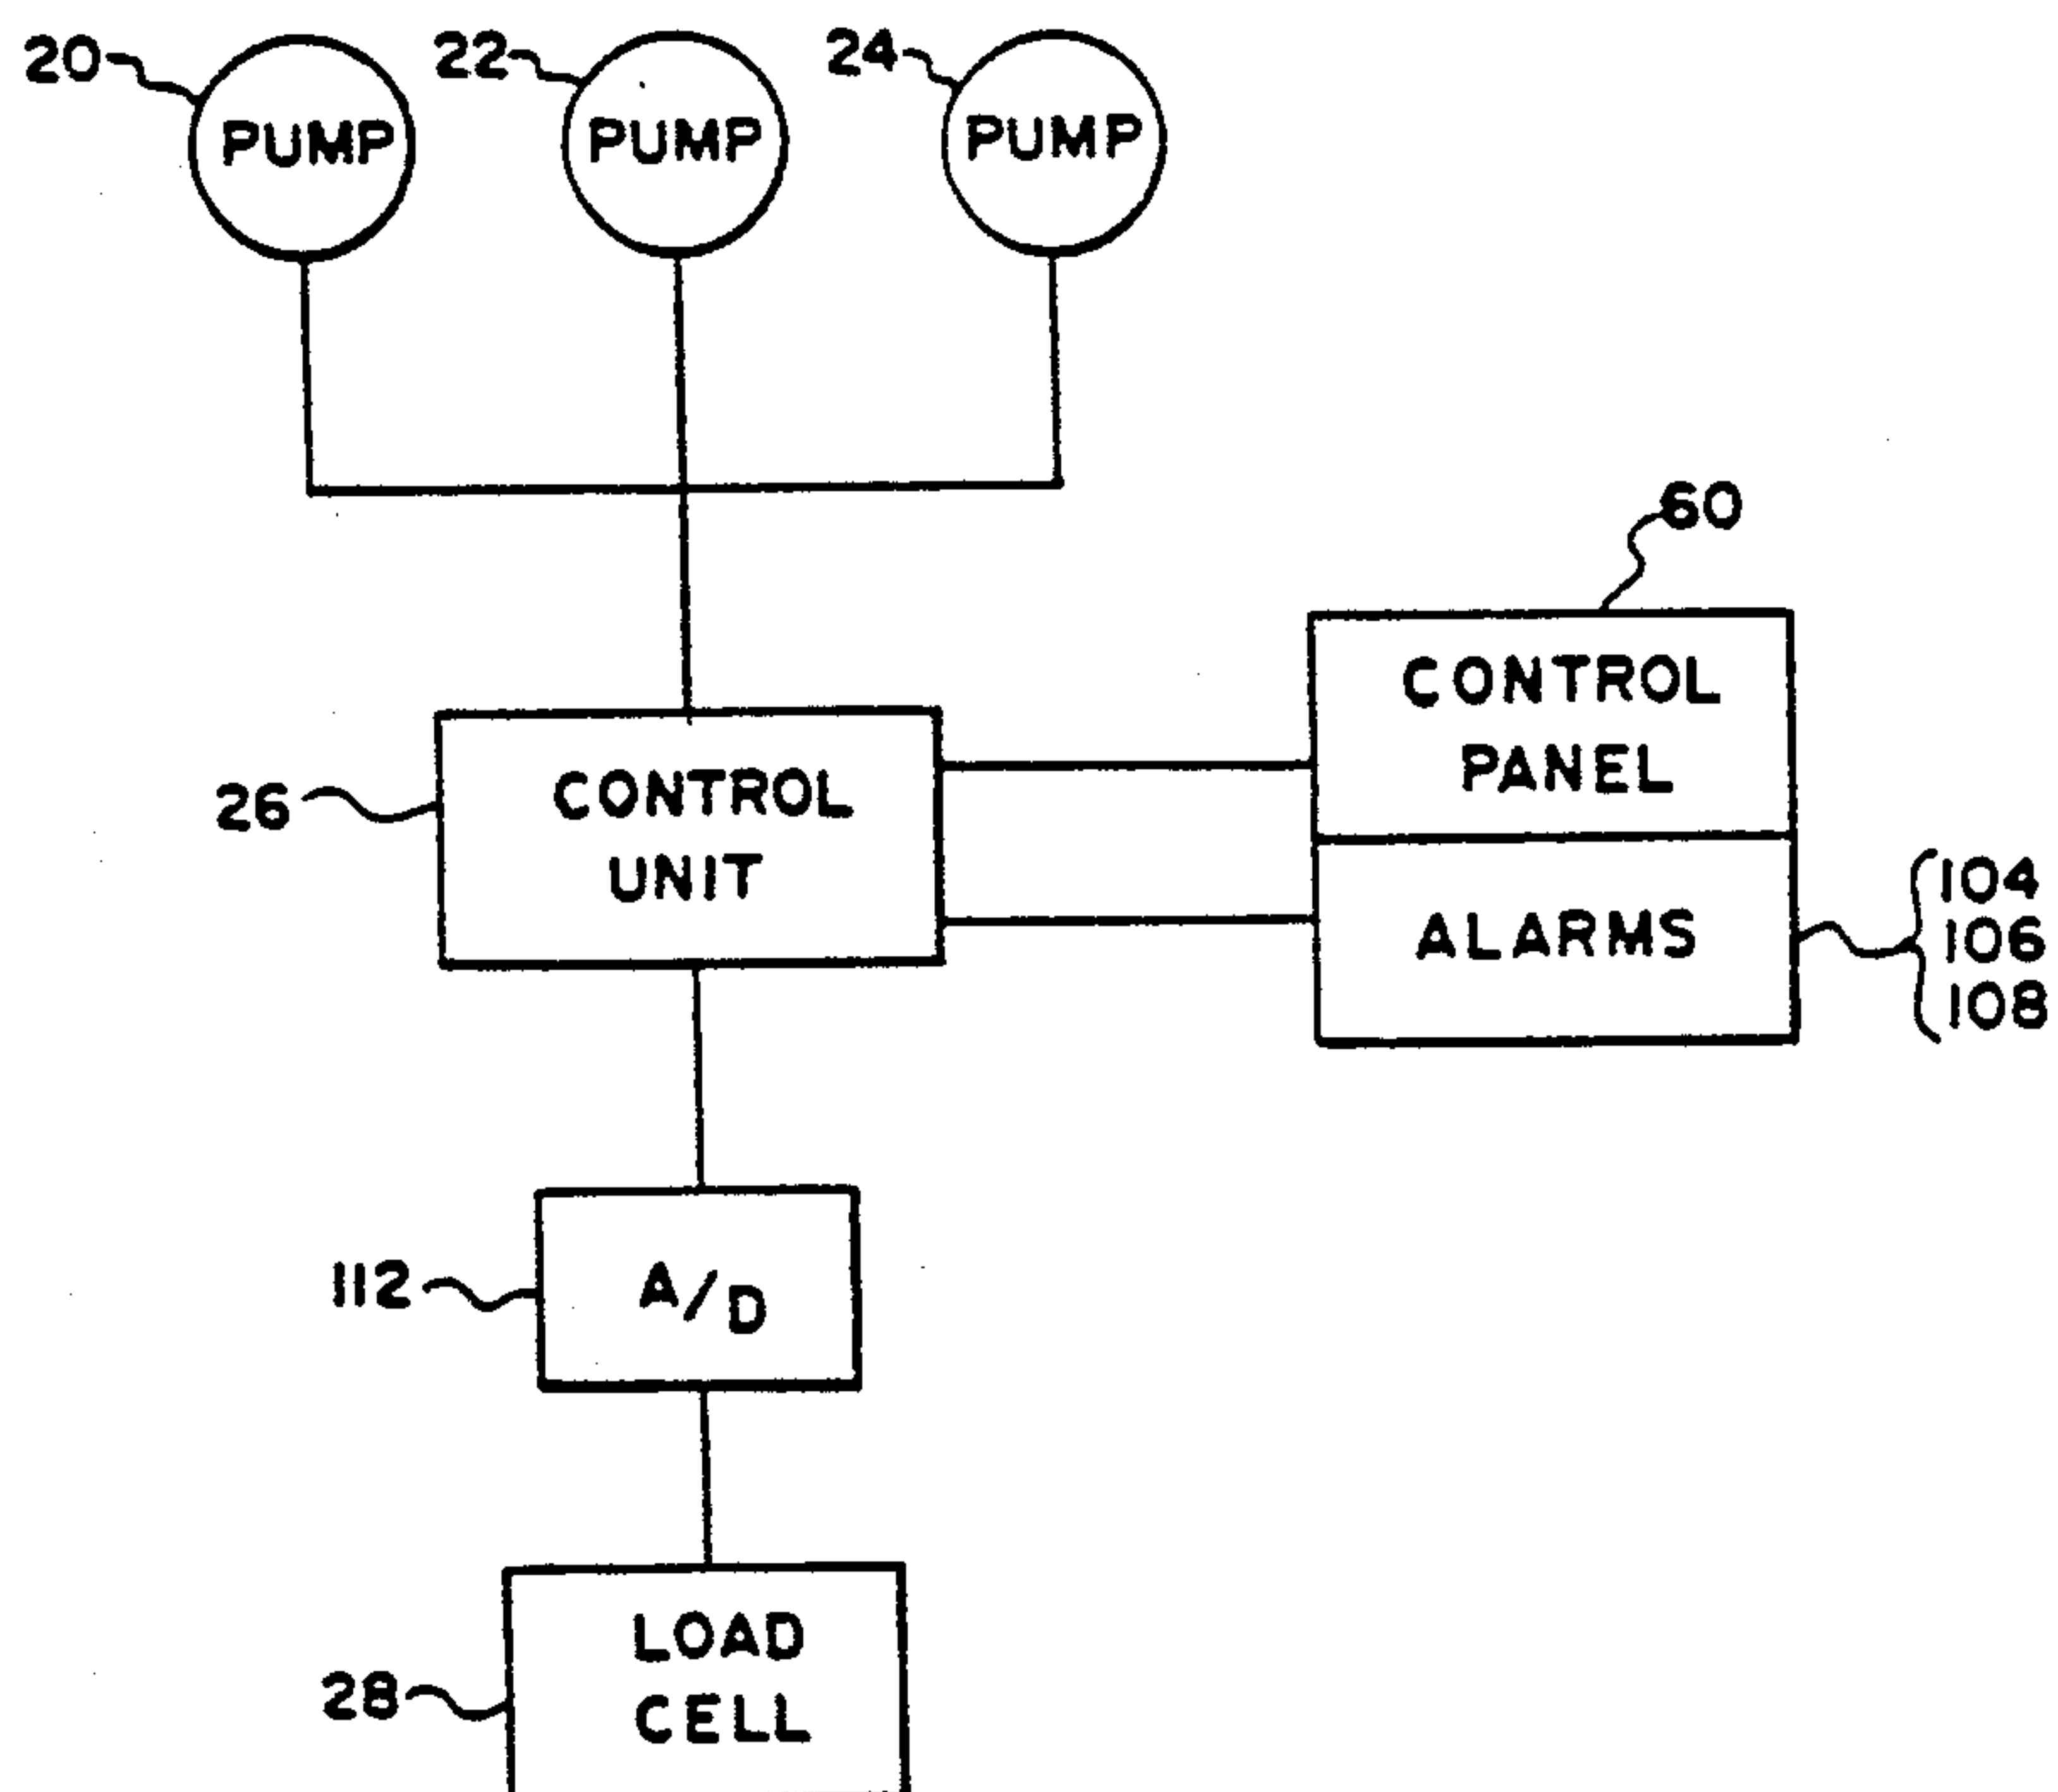 20 22 24
PUMP PUMP PUMP
60
CONTROL
PANEL
26
CONTROL
UNIT
ALARMS
104
106
108
112
A/D
28
LOAD
CELL